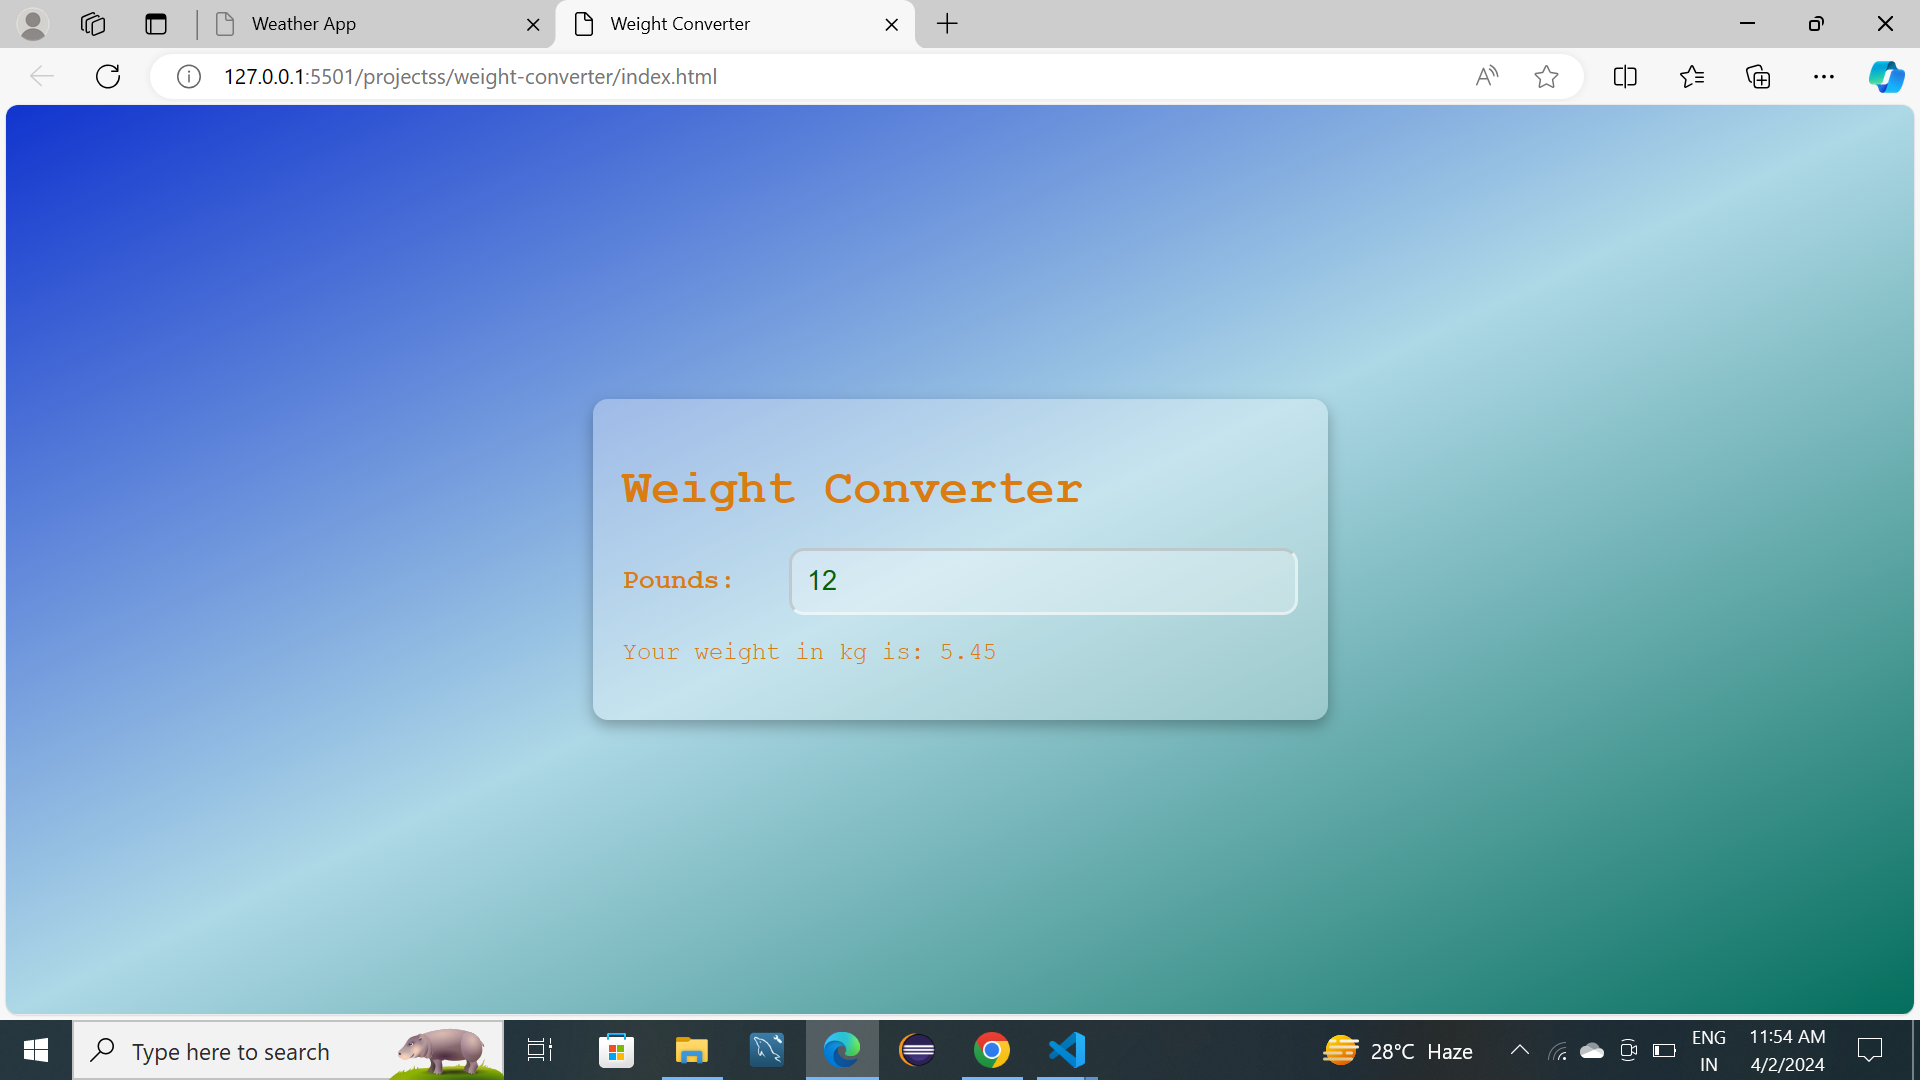 Weather App
Weight Converter
127.0.0.1:5501/projectss/weight-converter/index.html
Weight Converter
Pounds:
12
Your weight in kg is: 5.45
Type here to search
28°C Haze
ENG
IN
11:54 AM
4/2/2024